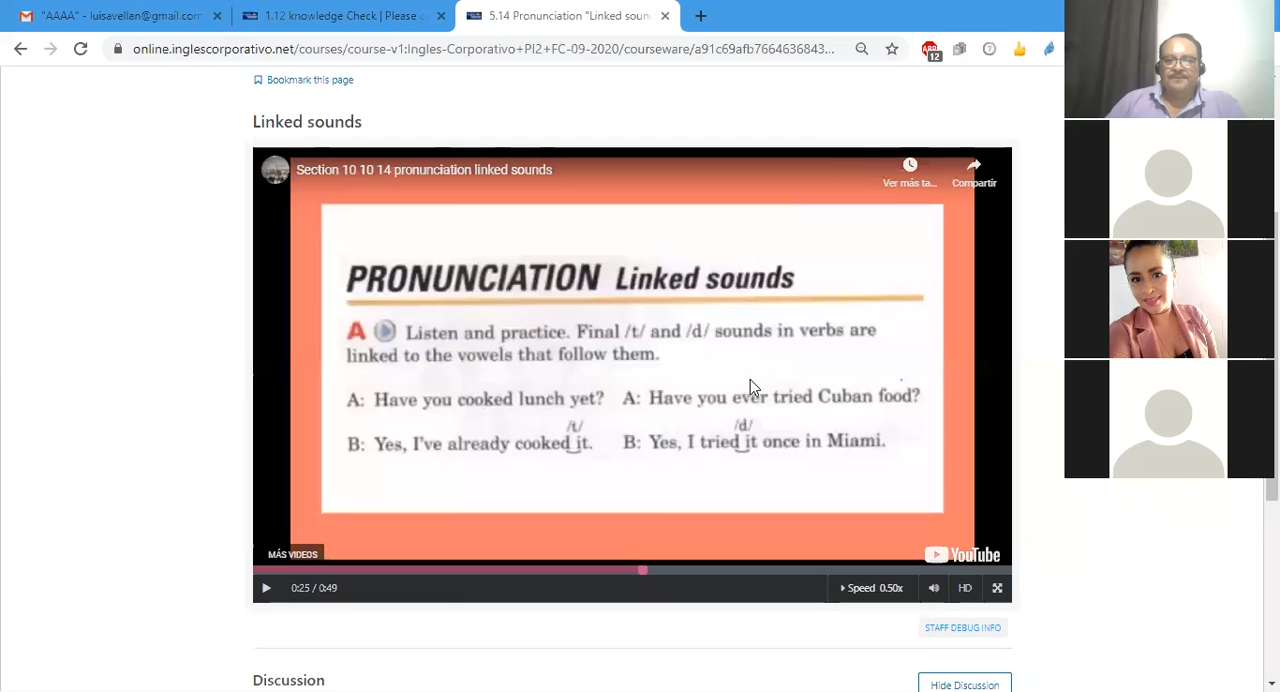 "AAAA" - luisavellan@gmail.com
1.12 knowledge Check | Please c
5.14 Pronunciation "Linked soun
online.inglescorporativo.net/courses/course-v1:Ingles-Corporativo+PI2+FC-09-2020/courseware/a91c69afb7664636843...
12
Bookmark this page
Linked sounds
Section 10 10 14 pronunciation linked sounds
Ver más ta...
Compartir
PRONUNCIATION Linked sounds
A Listen and practice. Final /t/ and /d/ sounds in verbs are
linked to the vowels that follow them.
A: Have you cooked lunch yet?
/t/
B: Yes, I've already cooked it.
A: Have you ever tried Cuban food?
/d/
B: Yes, I tried it once in Miami.
MÁS VIDEOS
YouTube
0:25 / 0:49
Speed 0.50x
HD
STAFF DEBUG INFO
Discussion
Hide Discussion